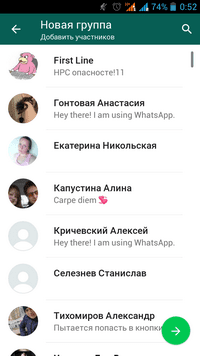 74% 0:52
Новая группа
Добавить участников
First Line
НРС опасносте!11
Гонтовая Анастасия
Hey there! I am using WhatsApp.
Екатерина Никольская
Капустина Алина
Carpe diem 💘
Кричевский Алексей
Hey there! I am using WhatsApp.
Селезнев Станислав
Тихомиров Александр
Пытается попасть в кнопки